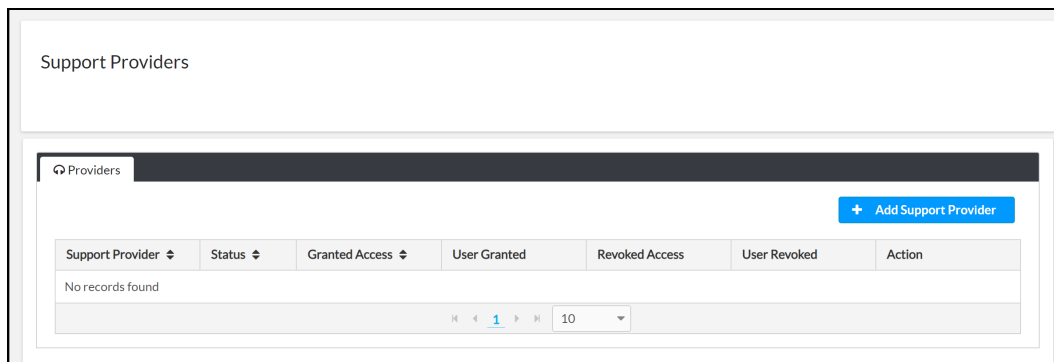 Support Providers
Providers
+ Add Support Provider
Support Provider Status Granted Access User Granted Revoked Access User Revoked Action
No records found
1 10